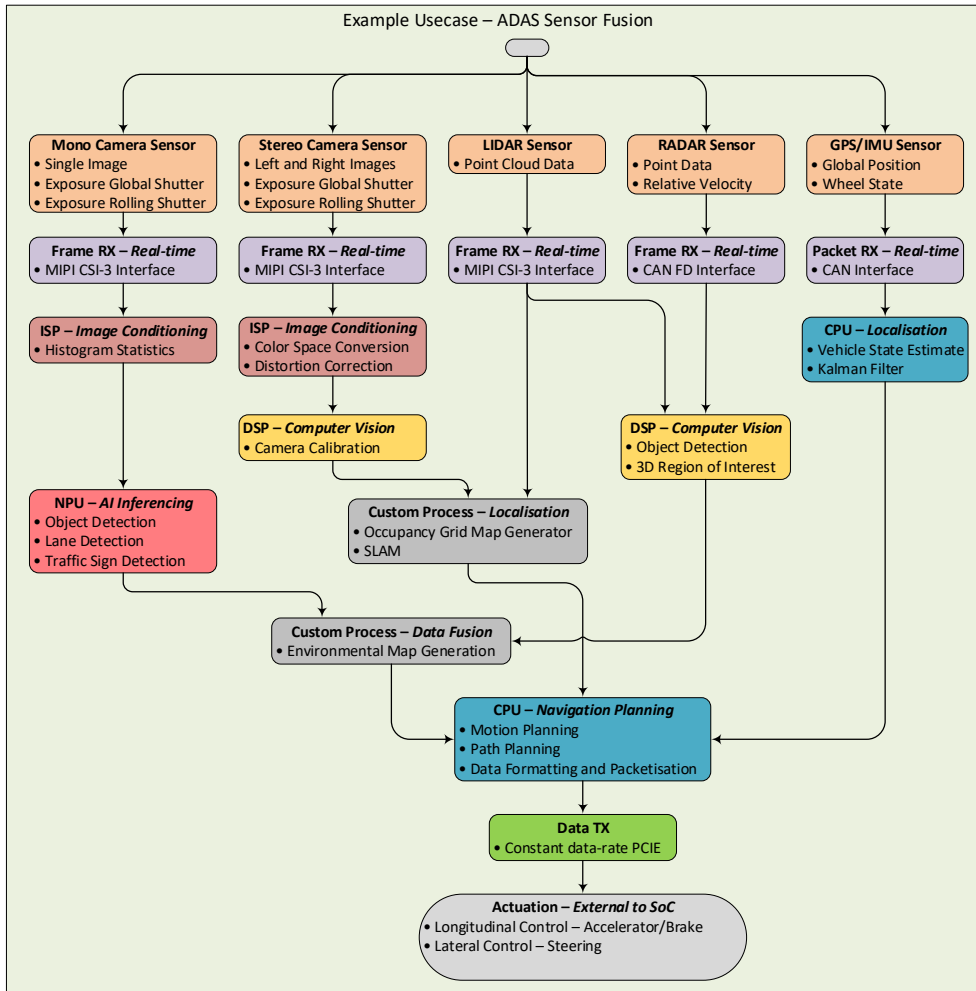 Example Usecase – ADAS Sensor Fusion
Mono Camera Sensor
• Single Image
• Exposure Global Shutter
• Exposure Rolling Shutter
Stereo Camera Sensor
• Left and Right Images
• Exposure Global Shutter
• Exposure Rolling Shutter
LIDAR Sensor
• Point Cloud Data
RADAR Sensor
• Point Data
• Relative Velocity
GPS/IMU Sensor
• Global Position
• Wheel State
Frame RX – Real-time
• MIPI CSI-3 Interface
Frame RX – Real-time
• MIPI CSI-3 Interface
Frame RX – Real-time
• MIPI CSI-3 Interface
Frame RX – Real-time
• CAN FD Interface
Packet RX – Real-time
• CAN Interface
ISP – Image Conditioning
• Histogram Statistics
ISP – Image Conditioning
• Color Space Conversion
• Distortion Correction
CPU – Localisation
• Vehicle State Estimate
• Kalman Filter
DSP – Computer Vision
• Camera Calibration
DSP – Computer Vision
• Object Detection
• 3D Region of Interest
NPU – AI Inferencing
• Object Detection
• Lane Detection
• Traffic Sign Detection
Custom Process – Localisation
• Occupancy Grid Map Generator
• SLAM
Custom Process – Data Fusion
• Environmental Map Generation
CPU – Navigation Planning
• Motion Planning
• Path Planning
• Data Formatting and Packetisation
Data TX
• Constant data-rate PCIE
Actuation – External to SoC
• Longitudinal Control – Accelerator/Brake
• Lateral Control – Steering